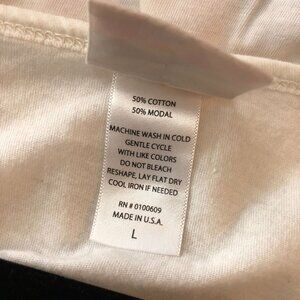 50% COTTON
50% MODAL
MACHINE WASH IN COLD
GENTLE CYCLE
WITH LIKE COLORS
DO NOT BLEACH
RESHAPE, LAY FLAT DRY
COOL IRON IF NEEDED
RN # 0100609
MADE IN U.S.A.
L